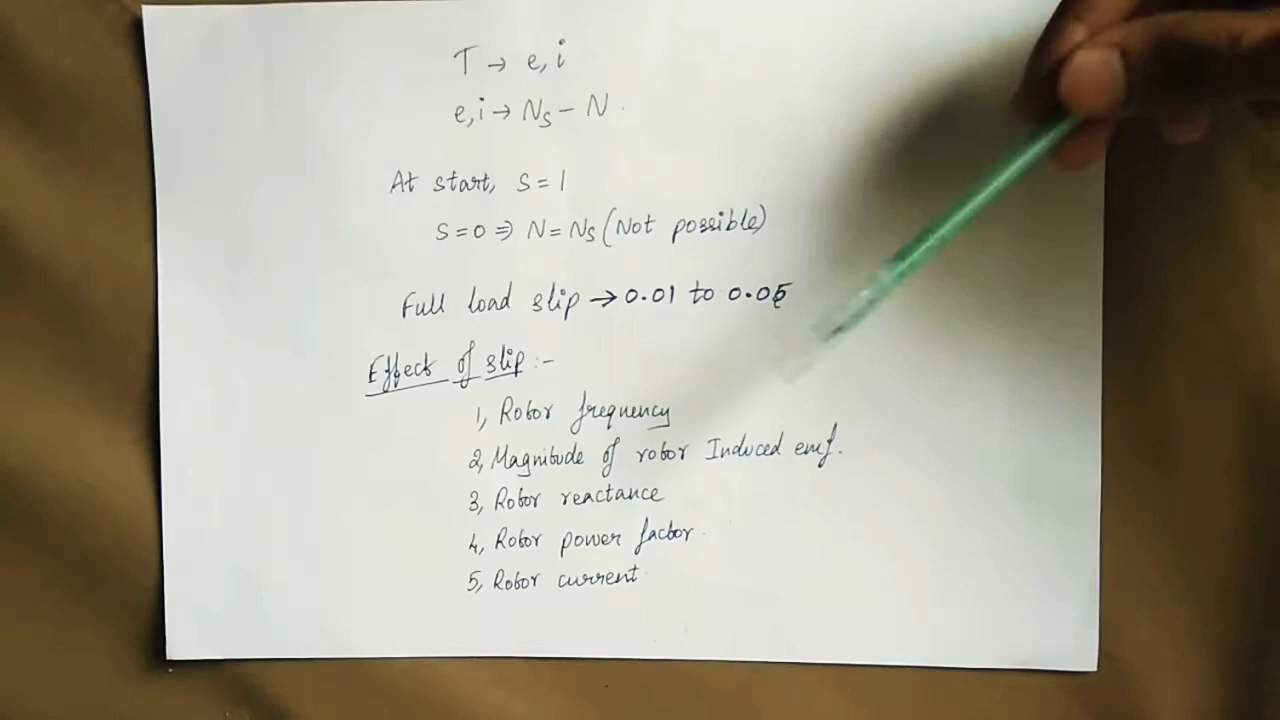 T → e, i
e, i → Ns - N
At start, s = 1
s = 0 ⇒ N = Ns (Not possible)
Full load slip → 0.01 to 0.05
Effect of slip :-
1, Rotor frequency
2, Magnitude of rotor Induced emf.
3, Rotor reactance
4, Rotor power factor.
5, Rotor current.